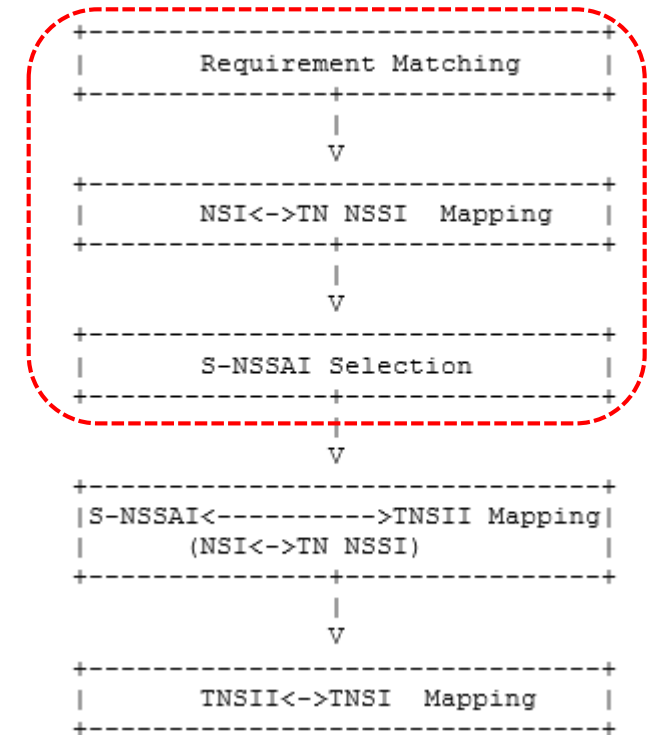 +---------------------------------+
|       Requirement Matching      |
+----------------+----------------+
                 |
                 V
+---------------------------------+
|       NSI<->TN NSSI  Mapping    |
+----------------+----------------+
                 |
                 V
+---------------------------------+
|       S-NSSAI Selection         |
+----------------+----------------+
                 |
                 V
+---------------------------------+
|S-NSSAI<---------->TNSII Mapping|
|      (NSI<->TN NSSI)            |
+----------------+----------------+
                 |
                 V
+---------------------------------+
|       TNSII<->TNSI  Mapping     |
+---------------------------------+